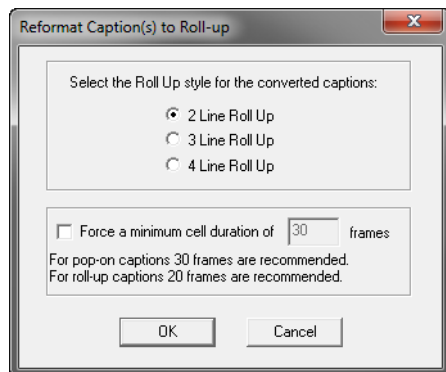 Reformat Caption(s) to Roll-up
Select the Roll Up style for the converted captions:
2 Line Roll Up
3 Line Roll Up
4 Line Roll Up
Force a minimum cell duration of 30 frames
For pop-on captions 30 frames are recommended.
For roll-up captions 20 frames are recommended.
OK Cancel